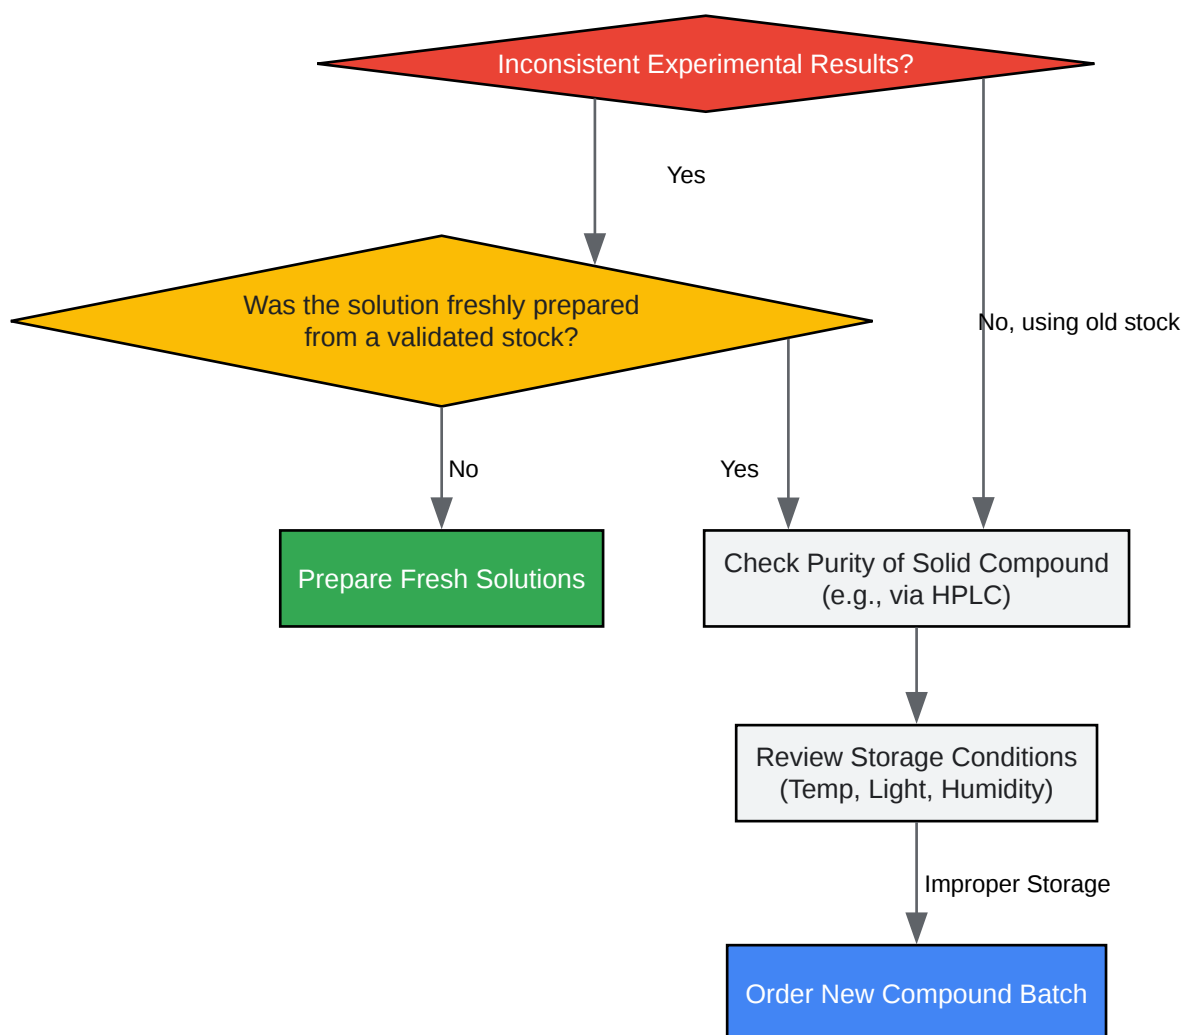 Inconsistent Experimental Results?
Yes
Was the solution freshly prepared
from a validated stock?
No, using old stock
No
Yes
Prepare Fresh Solutions
Check Purity of Solid Compound
(e.g., via HPLC)
Review Storage Conditions
(Temp, Light, Humidity)
Improper Storage
Order New Compound Batch